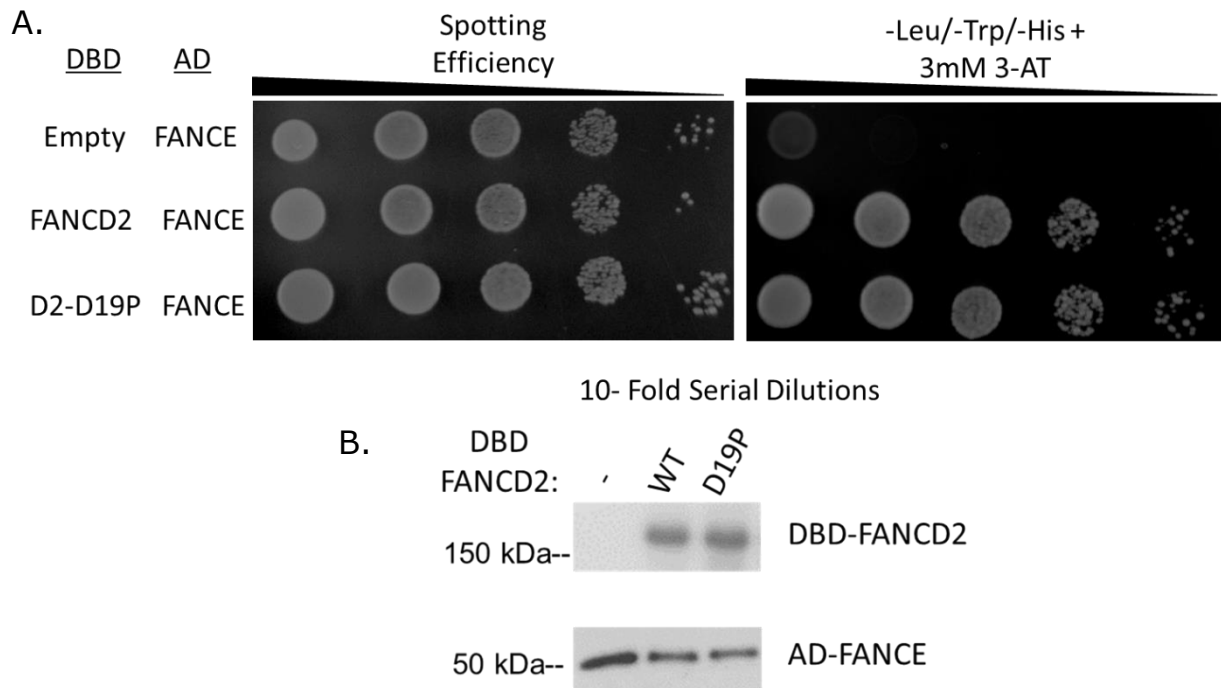 A.
DBD AD
Spotting
Efficiency
-Leu/-Trp/-His +
3mM 3-AT
Empty FANCE
FANCD2 FANCE
D2-D19P FANCE
10- Fold Serial Dilutions
B.
DBD
FANCD2: - WT D19P
150 kDa-- DBD-FANCD2
50 kDa-- AD-FANCE